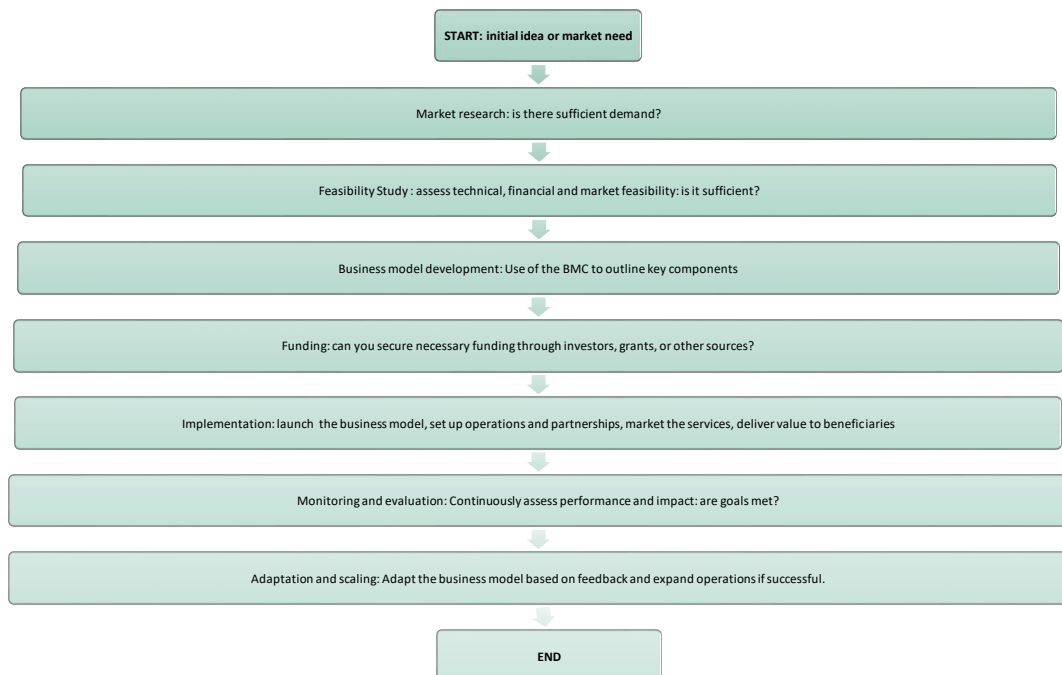 START: initial idea or market need
Market research: is there sufficient demand?
Feasibility Study : assess technical, financial and market feasibility: is it sufficient?
Business model development: Use of the BMC to outline key components
Funding: can you secure necessary funding through investors, grants, or other sources?
Implementation: launch the business model, set up operations and partnerships, market the services, deliver value to beneficiaries
Monitoring and evaluation: Continuously assess performance and impact: are goals met?
Adaptation and scaling: Adapt the business model based on feedback and expand operations if successful.
END